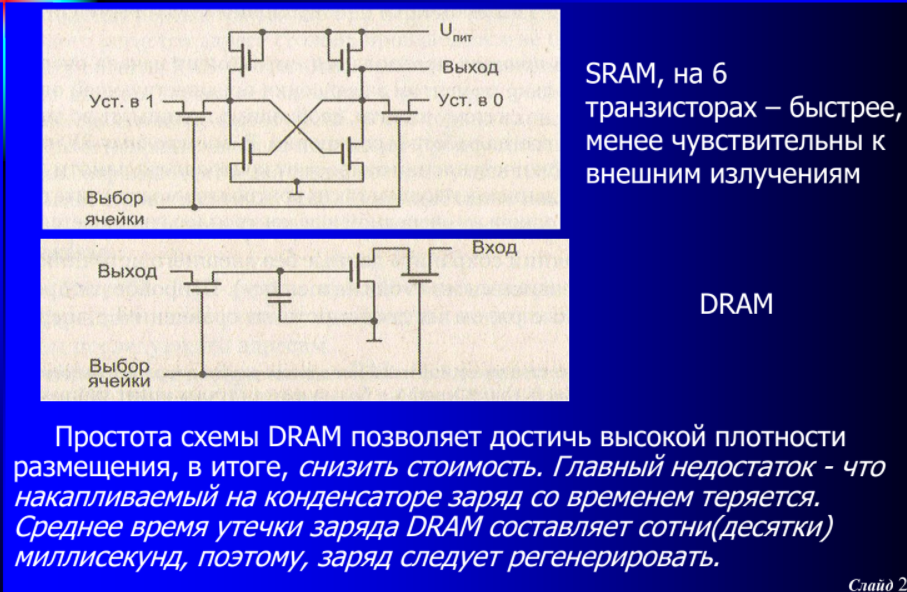 Uпит
Выход
Уст. в 1
Уст. в 0
Выбор
ячейки
SRAM, на 6
транзисторах – быстрее,
менее чувствительны к
внешним излучениям
Вход
Выход
Выбор
ячейки
DRAM
Простота схемы DRAM позволяет достичь высокой плотности
размещения, в итоге, снизить стоимость. Главный недостаток - что
накапливаемый на конденсаторе заряд со временем теряется.
Среднее время утечки заряда DRAM составляет сотни(десятки)
миллисекунд, поэтому, заряд следует регенерировать.
Слайд 2